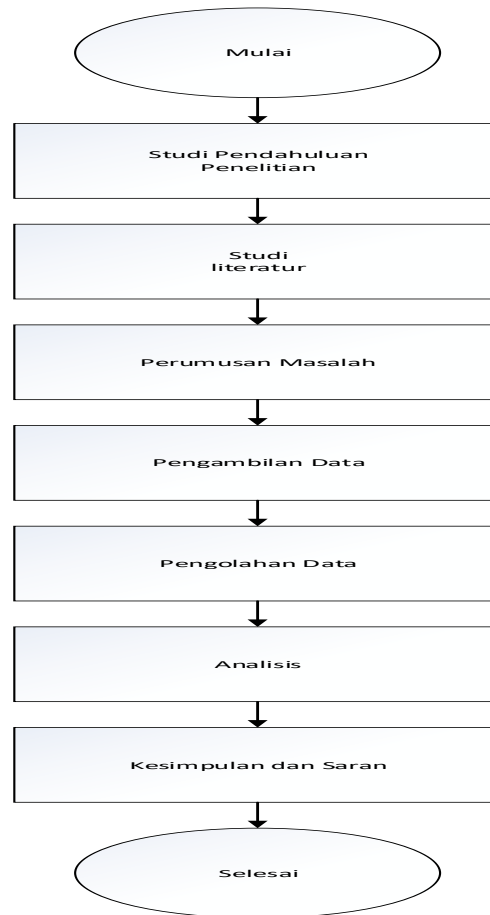 Mulai
Studi Pendahuluan
Penelitian
Studi
literatur
Perumusan Masalah
Pengambilan Data
Pengolahan Data
Analisis
Kesimpulan dan Saran
Selesai